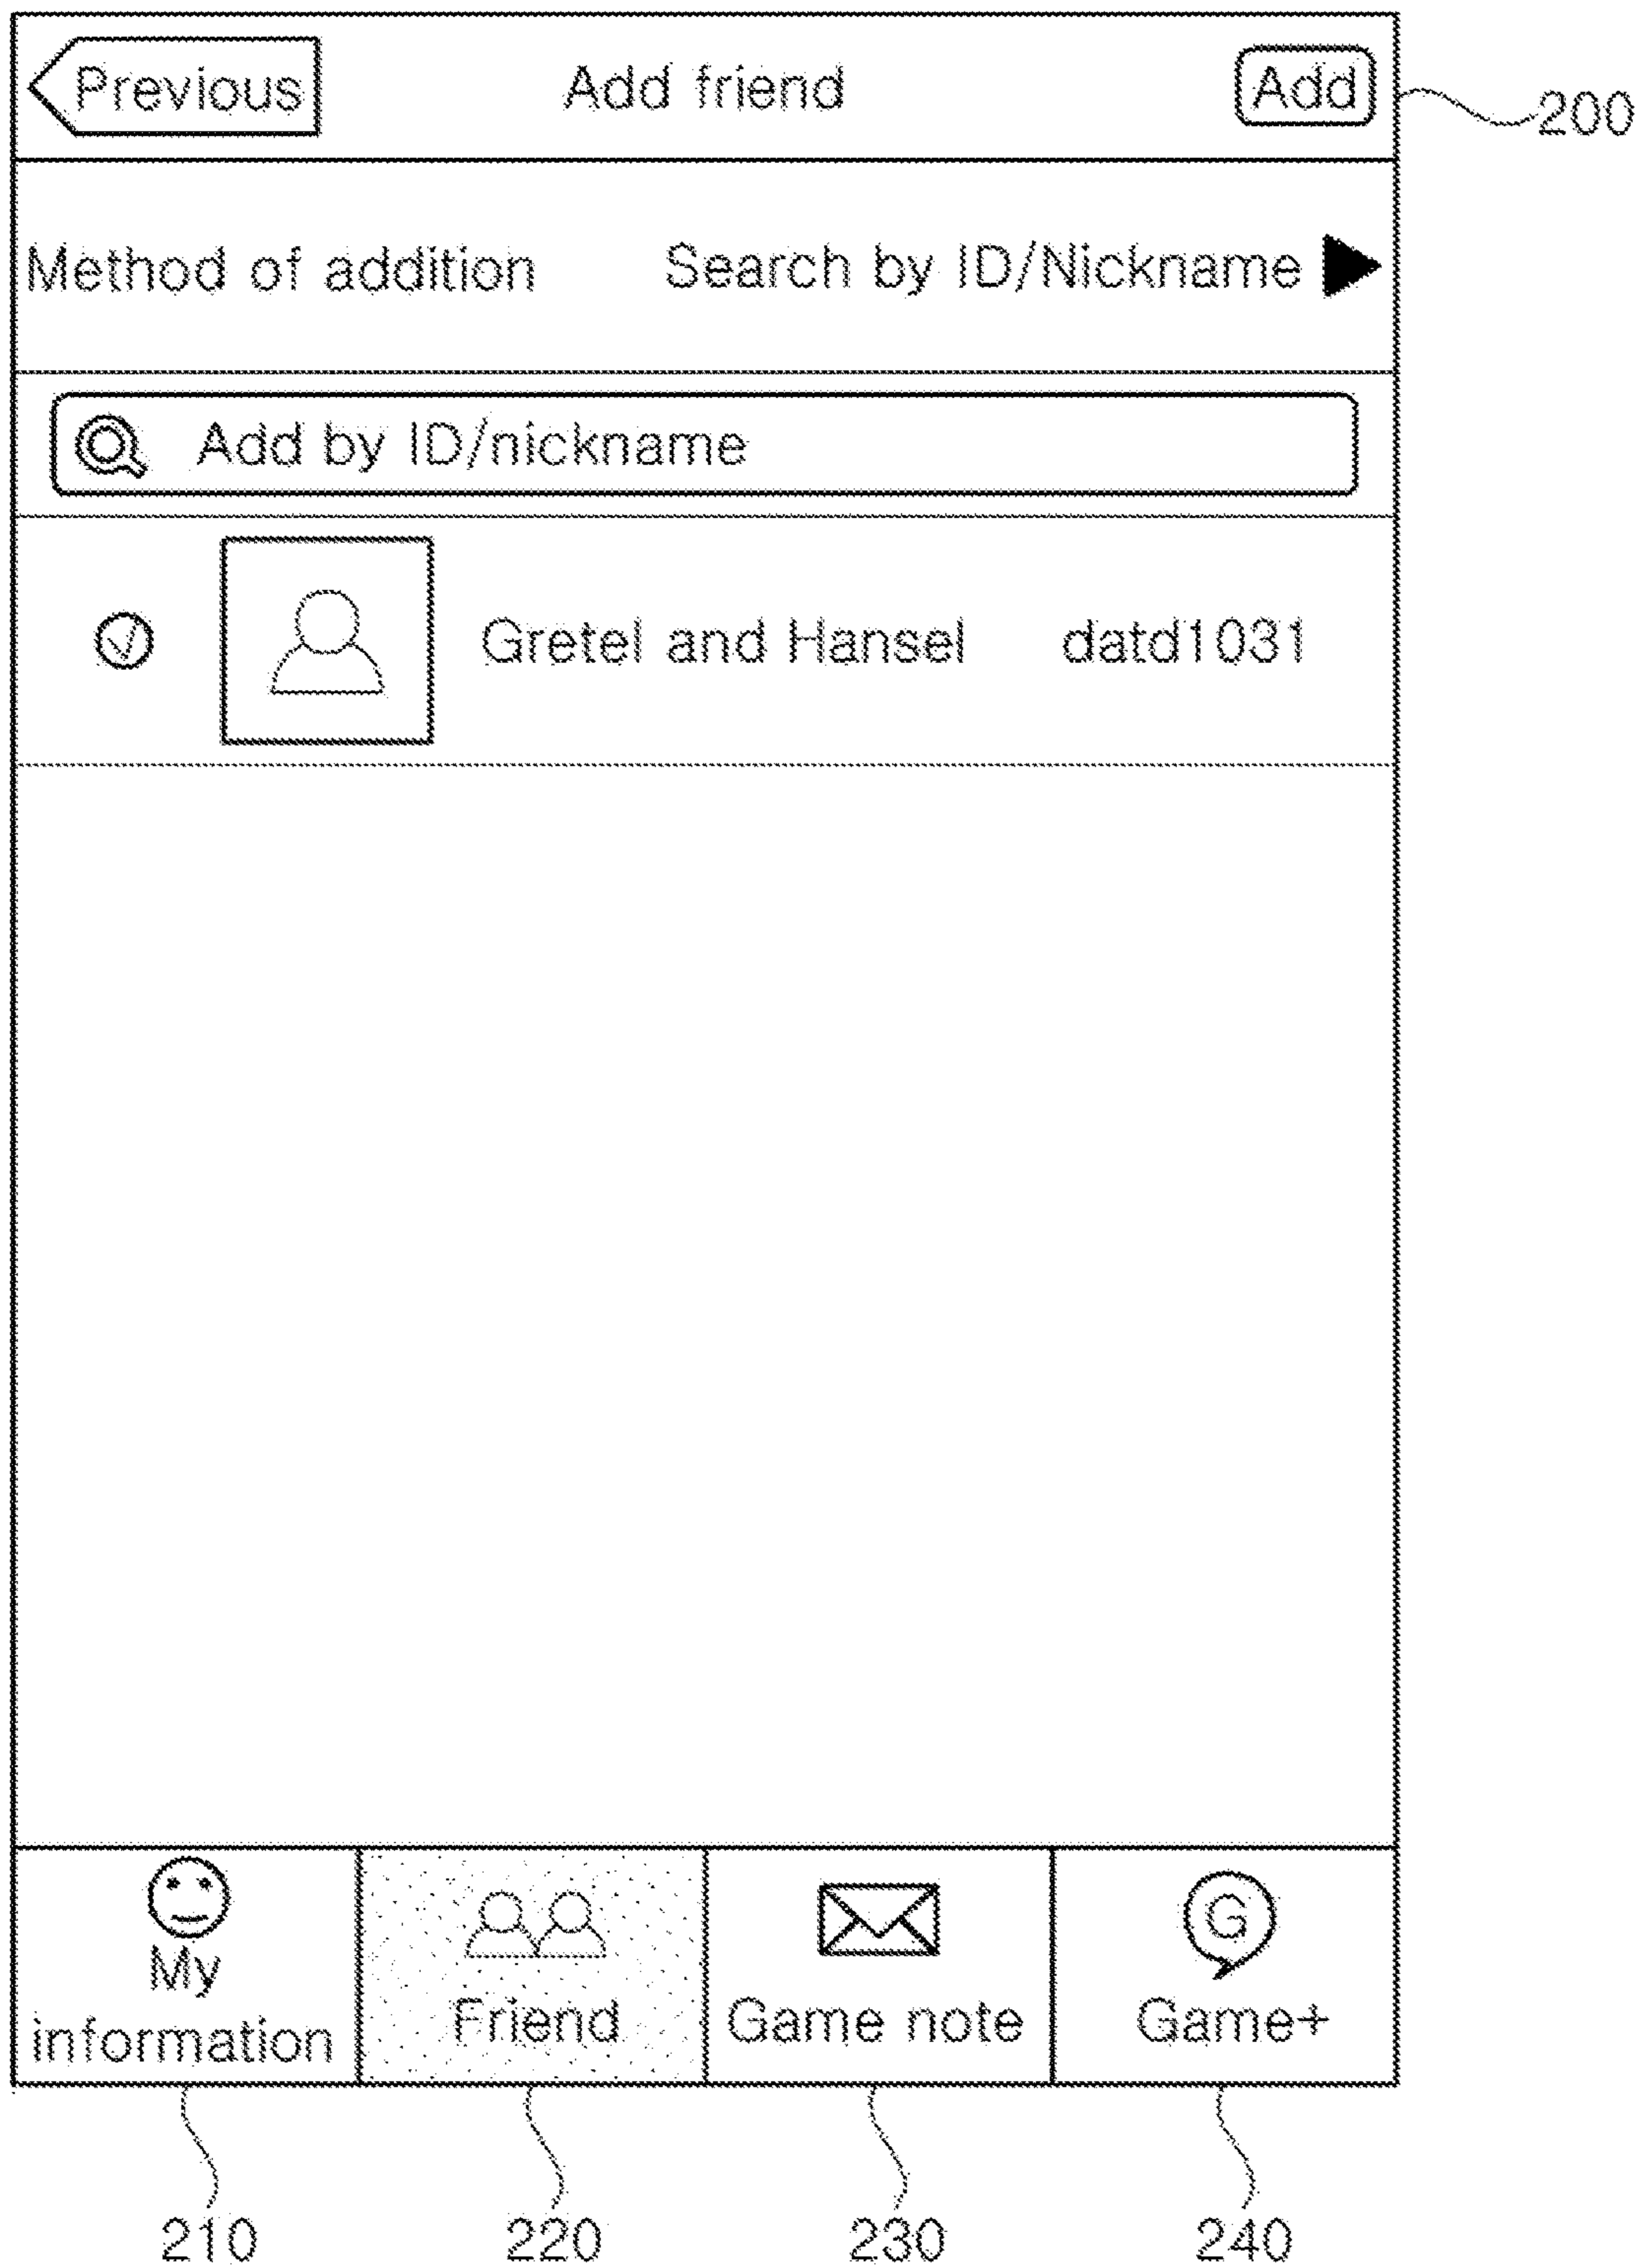 Previous Add friend Add
200
Method of addition Search by ID/Nickname
Add by ID/nickname
Gretel and Hansel datd1031
My
information
Friend
Game note
G
Game+
210 220 230 240